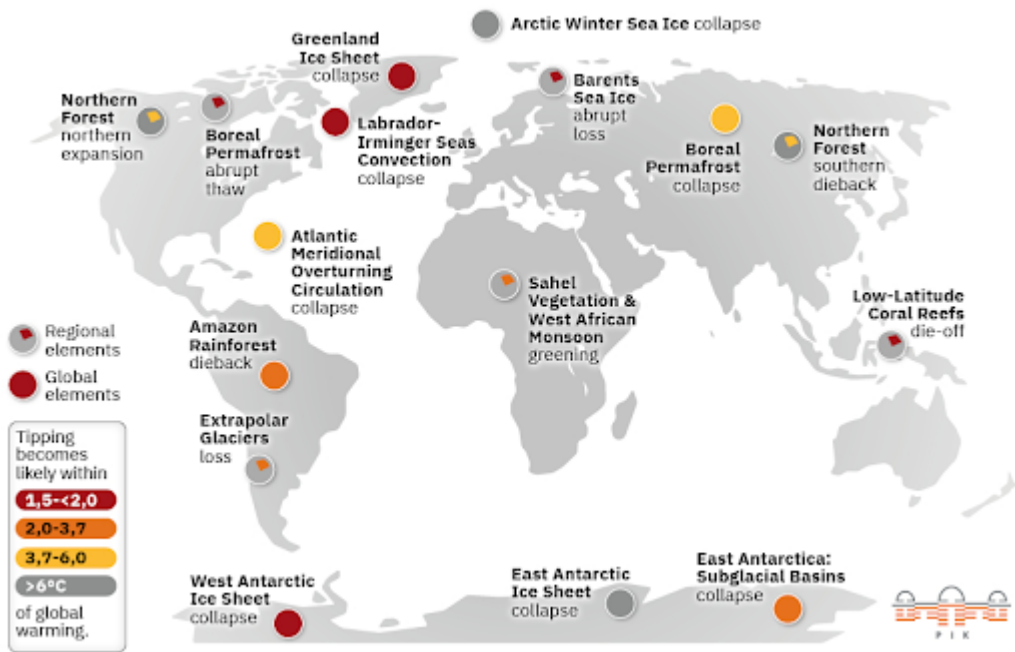 Arctic Winter Sea Ice collapse
Greenland
Ice Sheet
collapse
Barents
Sea Ice
abrupt
loss
Northern
Forest
northern
expansion
Boreal
Permafrost
abrupt
thaw
Labrador-
Irminger Seas
Convection
collapse
Boreal
Permafrost
collapse
Northern
Forest
southern
dieback
Atlantic
Meridional
Overturning
Circulation
collapse
Sahel
Vegetation &
West African
Monsoon
greening
Low-Latitude
Coral Reefs
die-off
Regional
elements
Global
elements
Amazon
Rainforest
dieback
Extrapolar
Glaciers
loss
Tipping
becomes
likely within
1,5-<2,0
2,0-3,7
3,7-6,0
>6°C
of global
warming.
West Antarctic
Ice Sheet
collapse
East Antarctic
Ice Sheet
collapse
East Antarctica:
Subglacial Basins
collapse
P I K